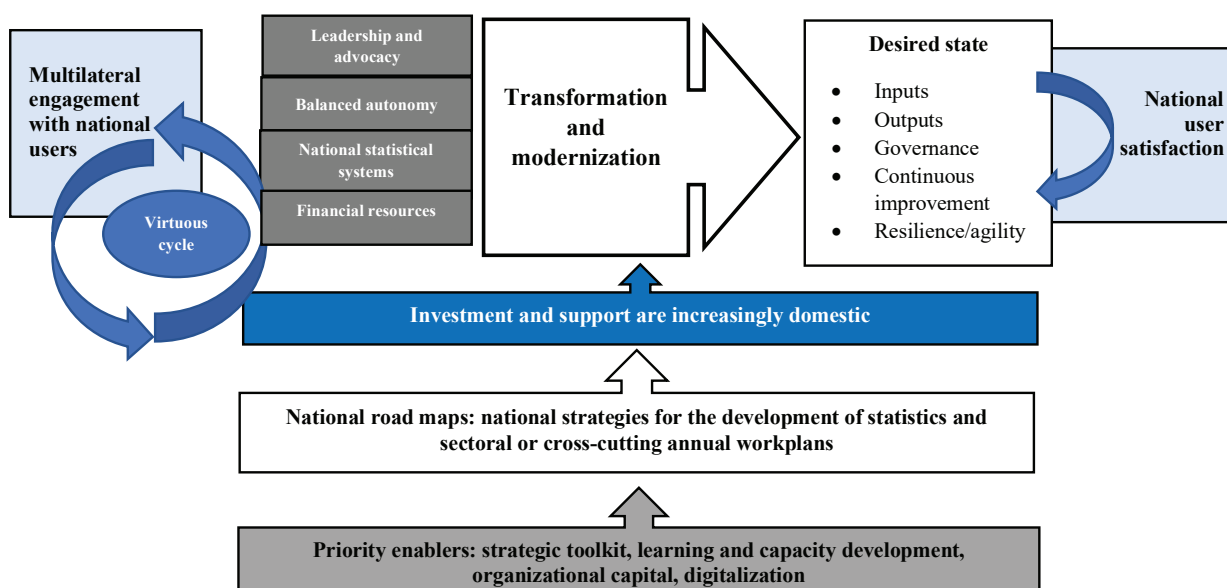 Multilateral
engagement
with national
users
Virtuous
cycle
Leadership and
advocacy
Balanced autonomy
National statistical
systems
Financial resources
Transformation
and
modernization
Desired state
• Inputs
• Outputs
• Governance
• Continuous
improvement
• Resilience/agility
National
user
satisfaction
Investment and support are increasingly domestic
National road maps: national strategies for the development of statistics and
sectoral or cross-cutting annual workplans
Priority enablers: strategic toolkit, learning and capacity development,
organizational capital, digitalization